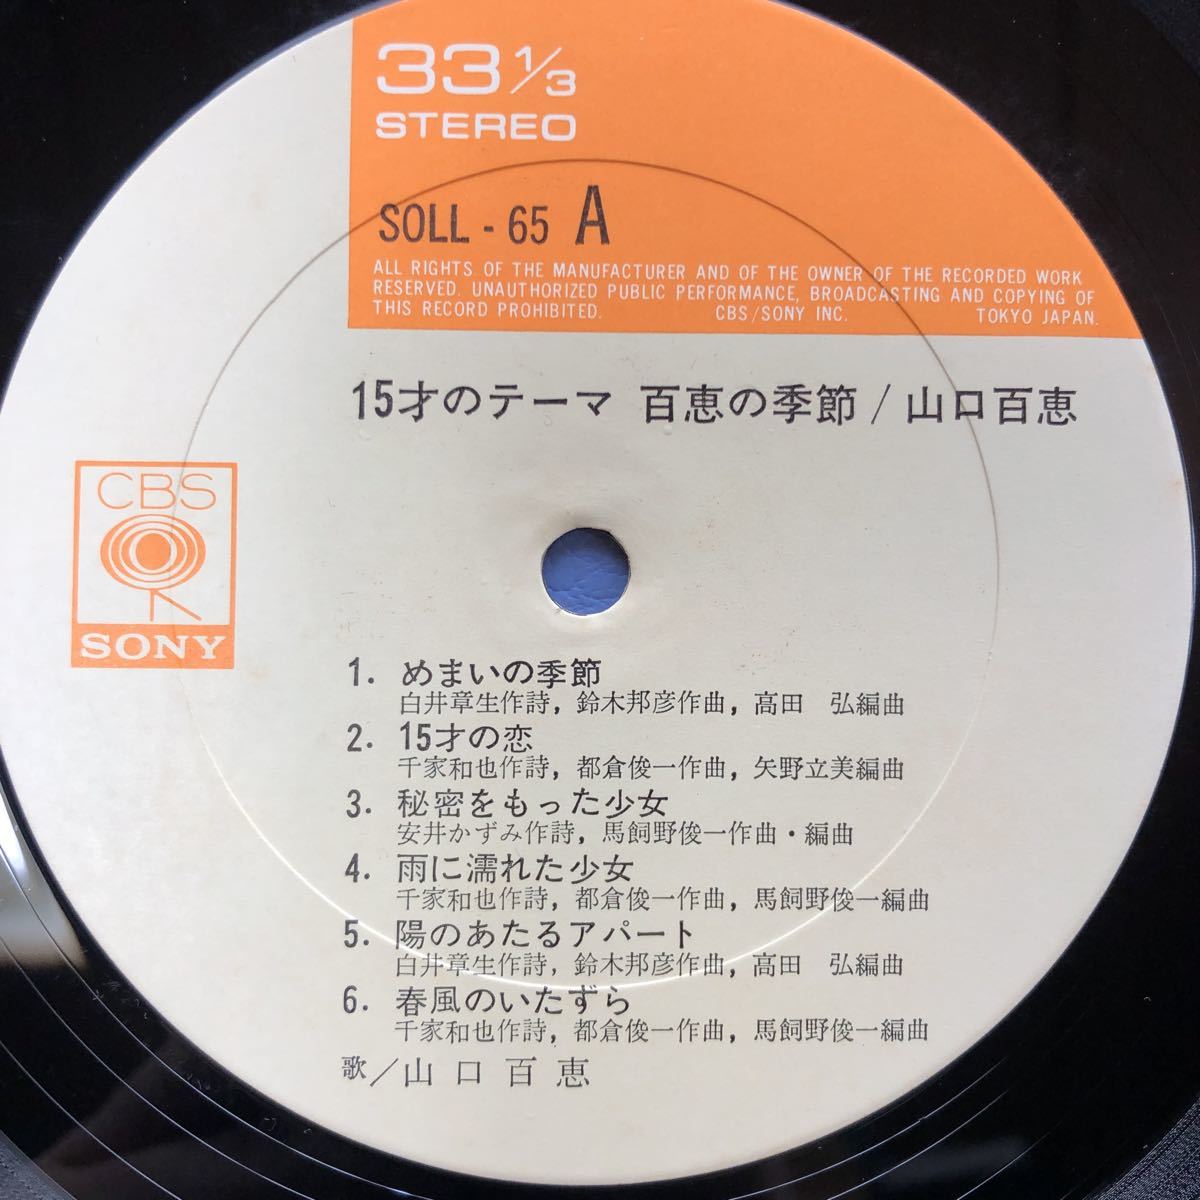 33 1/3
STEREO
SOLL - 65 A
ALL RIGHTS OF THE MANUFACTURER AND OF THE OWNER OF THE RECORDED WORK
RESERVED. UNAUTHORIZED PUBLIC PERFORMANCE, BROADCASTING AND COPYING OF
THIS RECORD PROHIBITED. CBS/SONY INC. TOKYO JAPAN.
15才のテーマ 百恵の季節/山口百恵
CBS
SONY
1. めまいの季節
白井章生作詩, 鈴木邦彦作曲, 高田 弘編曲
2. 15才の恋
千家和也作詩, 都倉俊一作曲, 矢野立美編曲
3. 秘密をもった少女
安井かずみ作詩, 馬飼野俊一作曲・編曲
4. 雨に濡れた少女
千家和也作詩, 都倉俊一作曲, 馬飼野俊一編曲
5. 陽のあたるアパート
白井章生作詩, 鈴木邦彦作曲, 高田 弘編曲
6. 春風のいたずら
千家和也作詩, 都倉俊一作曲, 馬飼野俊一編曲
歌/山口百恵